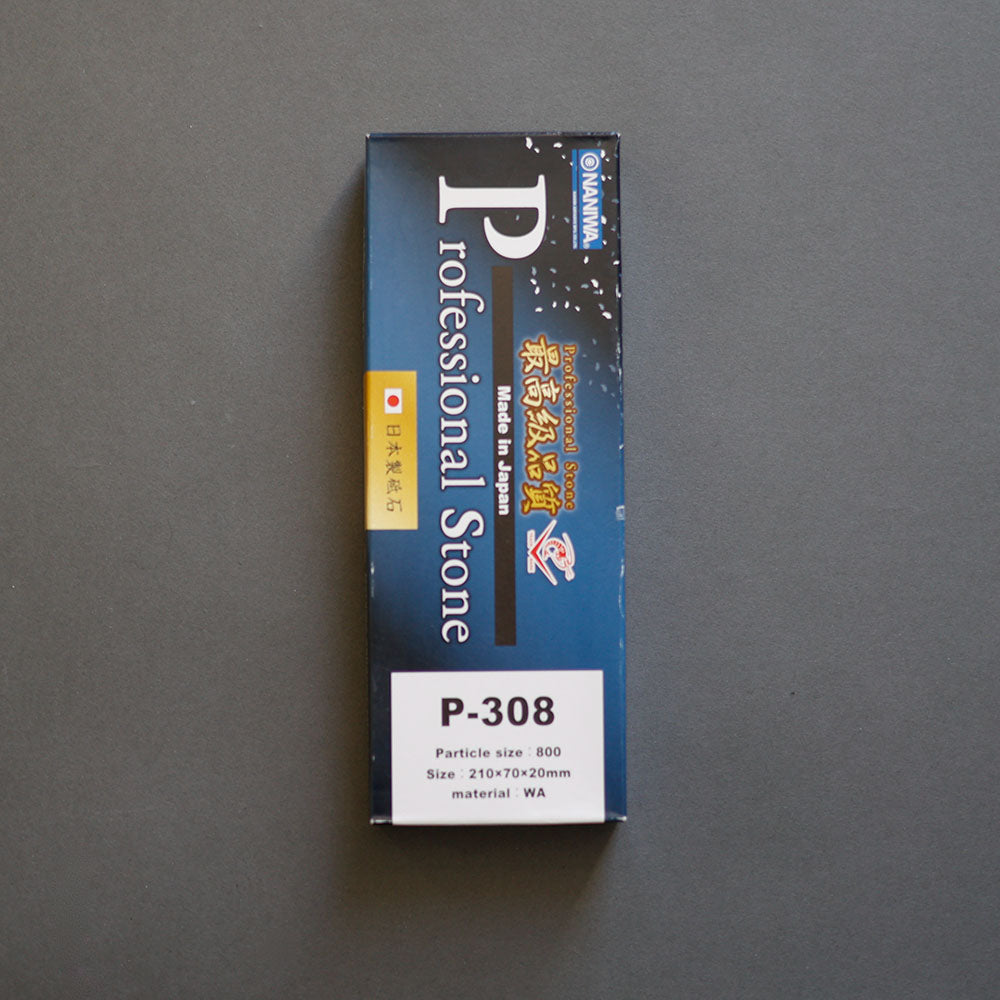 NANIWA®
Professional Stone
最高級品質
Professional Stone
Made in Japan
日本製砥石
P-308
Particle size : 800
Size : 210×70×20mm
material : WA